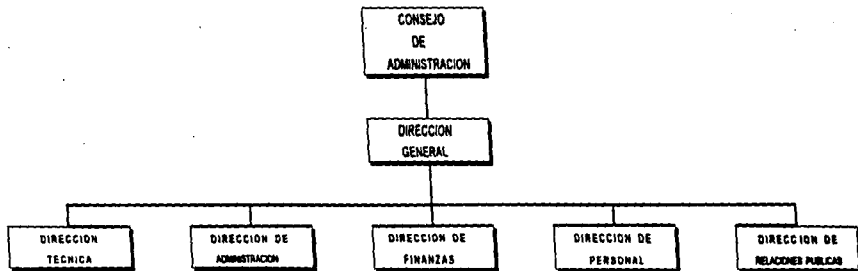 CONSEJO
DE
ADMINISTRACION
DIRECCION
GENERAL
DIRECCION
TECNICA
DIRECCION DE
ADMINISTRACION
DIRECCION DE
FINANZAS
DIRECCION DE
PERSONAL
DIRECCION DE
RELACIONES PUBLICAS